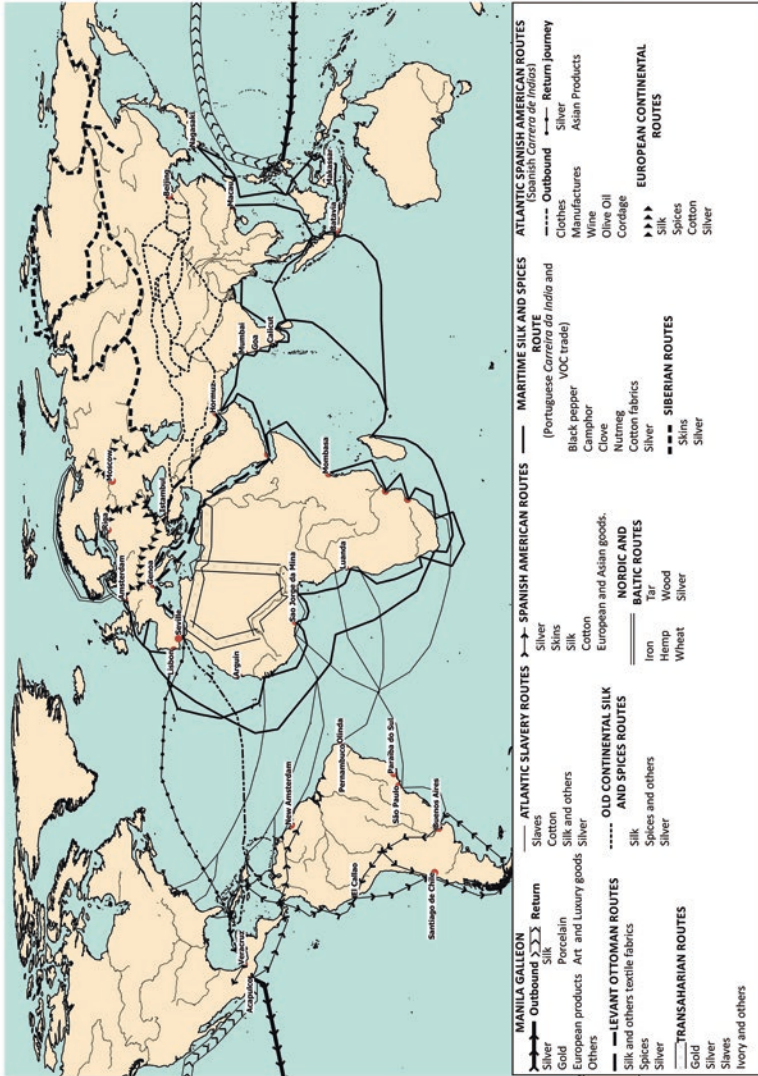 Acapulco
Veracruz
El Callao
Santiago de Chile
Buenos Aires
São Paulo
Paraiba do Sul
Pernambuco
Olinda
New Amsterdam
Lisbon
Seville
Arguin
Sao Jorge da Mina
Luanda
Mombasa
Amsterdam
Genoa
Riga
Moscow
Estambul
Hormuz
Mumbai
Goa
Calicut
Beijing
Macau
Nagasaki
Batavia
Makassar
MANILA GALLEON
Outbound
Return
Silver
Silk
Gold
Porcelain
European products
Art and Luxury goods
Others
LEVANT OTTOMAN ROUTES
Silk and others textile fabrics
Spices
Silver
TRANSAHARIAN ROUTES
Gold
Silver
Slaves
Ivory and others
ATLANTIC SLAVERY ROUTES
Slaves
Cotton
Silk and others
Silver
OLD CONTINENTAL SILK
AND SPICES ROUTES
Silk
Spices and others
Silver
SPANISH AMERICAN ROUTES
Silver
Skins
Silk
Cotton
European and Asian goods.
NORDIC AND
BALTIC ROUTES
Iron
Tar
Hemp
Wood
Wheat
Silver
MARITIME SILK AND SPICES
ROUTE
(Portuguese Carreira da India and
VOC trade)
Black pepper
Camphor
Clove
Nutmeg
Cotton fabrics
Silver
SIBERIAN ROUTES
Skins
Silver
ATLANTIC SPANISH AMERICAN ROUTES
(Spanish Carrera de Indias)
Outbound
Return journey
Clothes
Silver
Manufactures
Asian Products
Wine
Olive Oil
Cordage
EUROPEAN CONTINENTAL
ROUTES
Silk
Spices
Cotton
Silver